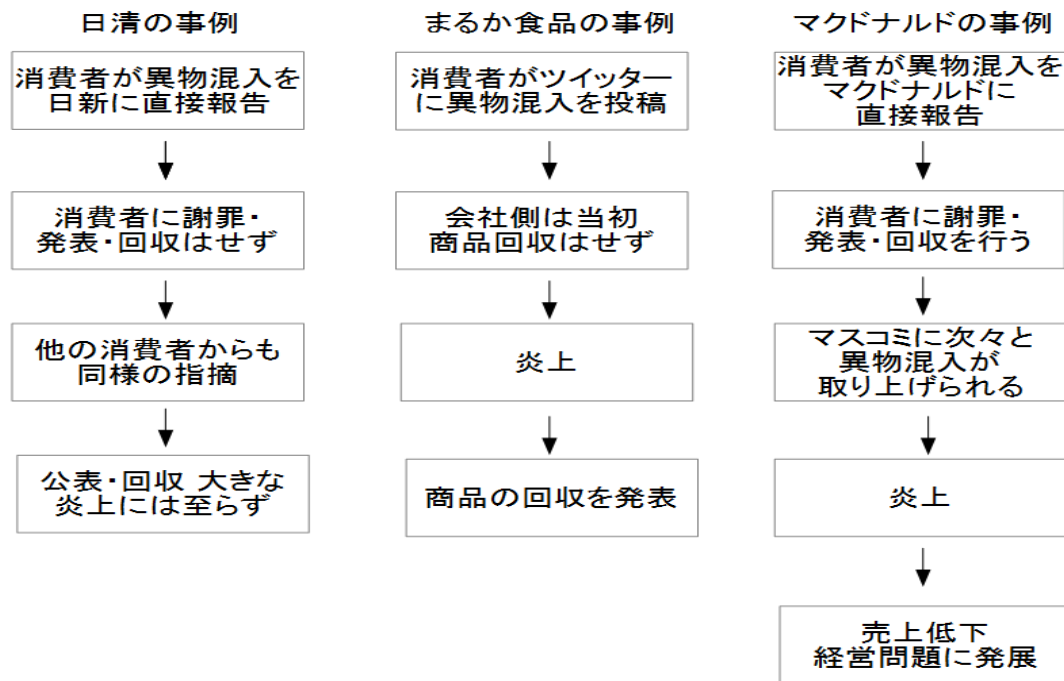 日清の事例
消費者が異物混入を
日新に直接報告
消費者に謝罪・
発表・回収はせず
他の消費者からも
同様の指摘
公表・回収 大きな
炎上には至らず
まるか食品の事例
消費者がツイッター
に異物混入を投稿
会社側は当初
商品回収はせず
炎上
商品の回収を発表
マクドナルドの事例
消費者が異物混入を
マクドナルドに
直接報告
消費者に謝罪・
発表・回収を行う
マスコミに次々と
異物混入が
取り上げられる
炎上
売上低下
経営問題に発展